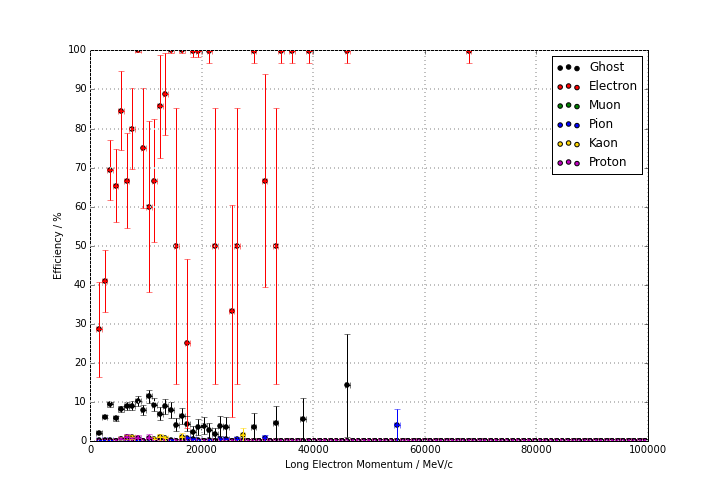 100
90
80
70
60
50
40
30
20
10
0
Efficiency / %
0 20000 40000 60000 80000 100000
Long Electron Momentum / MeV/c
Ghost
Electron
Muon
Pion
Kaon
Proton